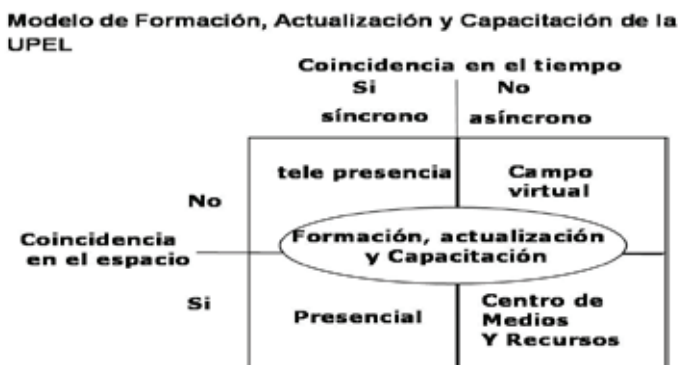 Modelo de Formación, Actualización y Capacitación de la
UPEL
Coincidencia en el tiempo
Si No
síncrono asíncrono
tele presencia Campo
virtual
No
Coincidencia
en el espacio
Formación, actualización
y Capacitación
Si
Presencial
Centro de
Medios
Y Recursos